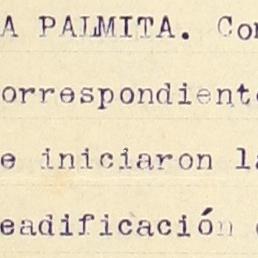 A PALMITA. Con
orrespondiente
e iniciaron la
eadificación